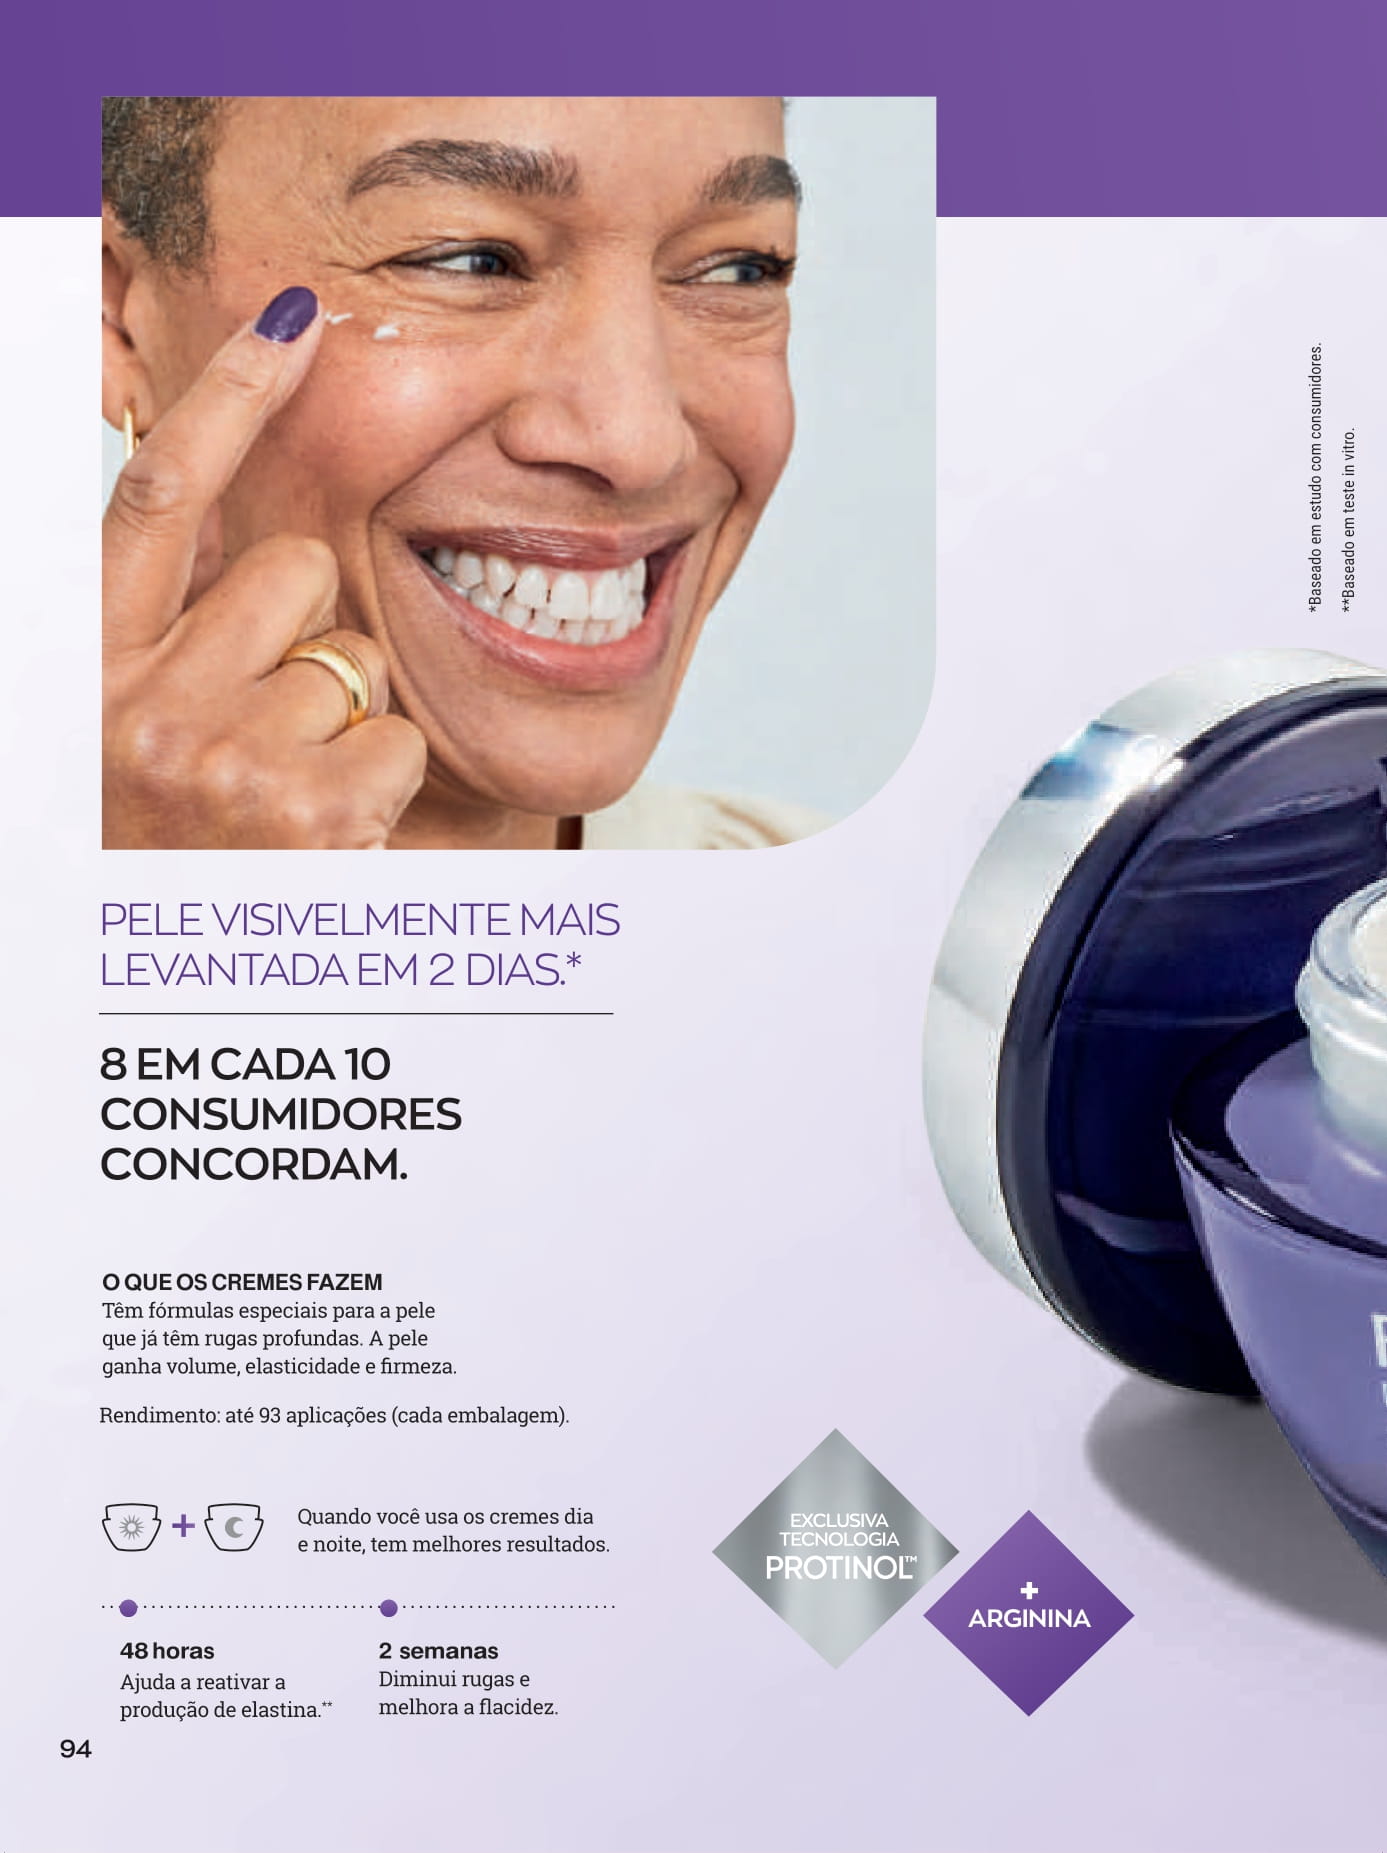 *Baseado em estudo com consumidores.
**Baseado em teste in vitro.
PELE VISIVELMENTE MAIS
LEVANTADA EM 2 DIAS.*
8 EM CADA 10
CONSUMIDORES
CONCORDAM.
O QUE OS CREMES FAZEM
Têm fórmulas especiais para a pele
que já têm rugas profundas. A pele
ganha volume, elasticidade e firmeza.
Rendimento: até 93 aplicações (cada embalagem).
Quando você usa os cremes dia
e noite, tem melhores resultados.
48 horas
Ajuda a reativar a
produção de elastina.**
2 semanas
Diminui rugas e
melhora a flacidez.
EXCLUSIVA
TECNOLOGIA
PROTINOL™
+
ARGININA
94